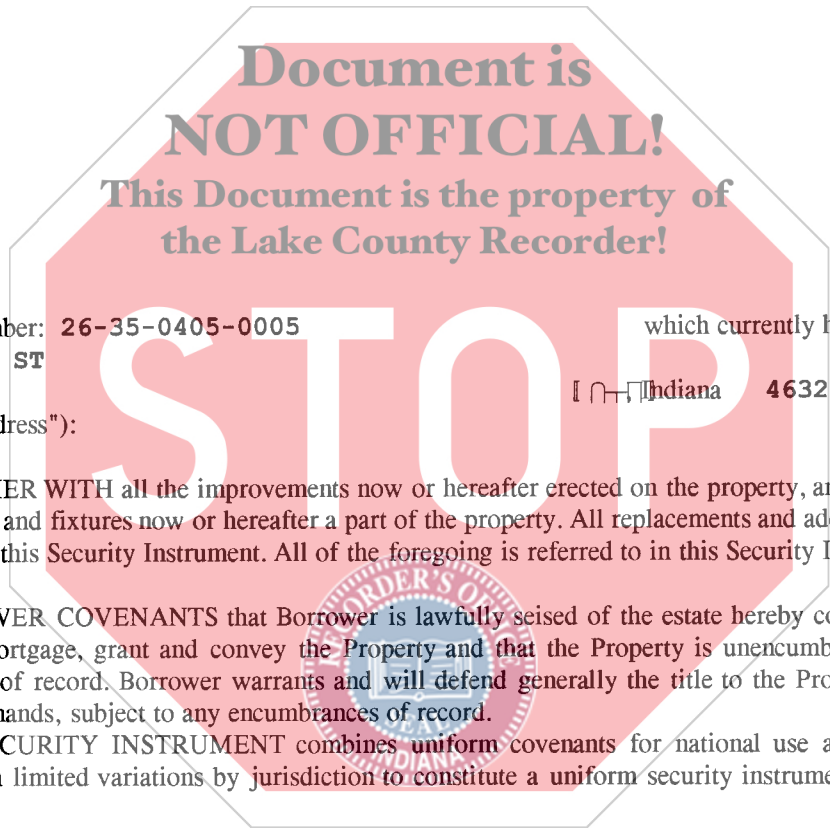 Document is
NOT OFFICIAL!
This Document is the property of
the Lake County Recorder!
STOP
ber: 26-35-0405-0005 which currently h
ST
[ Indiana 4632
dress"):
ER WITH all the improvements now or hereafter erected on the property, an
and fixtures now or hereafter a part of the property. All replacements and ad
this Security Instrument. All of the foregoing is referred to in this Security I
VER COVENANTS that Borrower is lawfully seised of the estate hereby co
ortgage, grant and convey the Property and that the Property is unencumb
of record. Borrower warrants and will defend generally the title to the Pro
ands, subject to any encumbrances of record.
CURITY INSTRUMENT combines uniform covenants for national use a
limited variations by jurisdiction to constitute a uniform security instrume
RECORDER'S OFFICE
SEAL
INDIANA